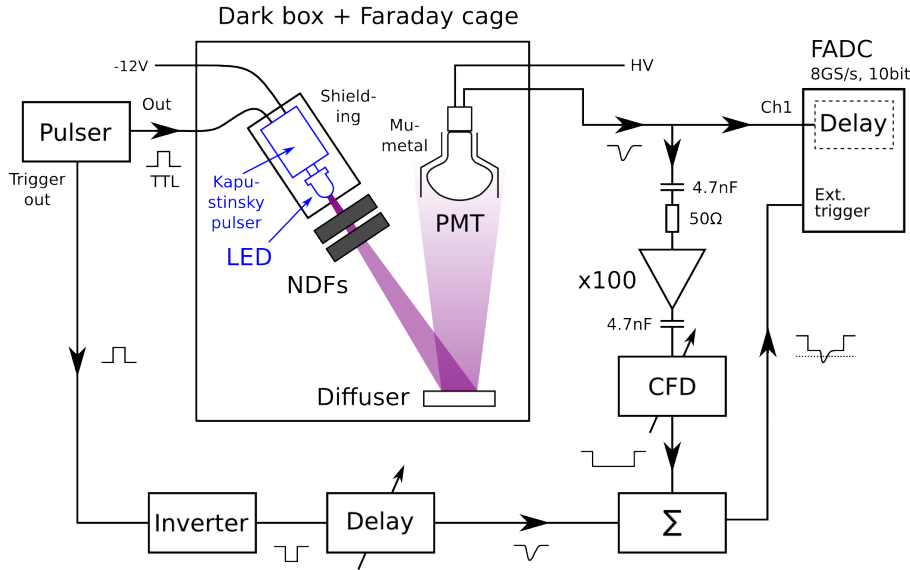 Dark box + Faraday cage
FADC
8GS/s, 10bit
-12V
HV
Shield-
ing
Out
Ch1
Pulser
Mu-
metal
Delay
TTL
Trigger
out
Kapu-
stinsky
pulser
4.7nF
Ext.
trigger
50Ω
PMT
LED
NDFs
x100
4.7nF
Diffuser
CFD
Inverter
Delay
Σ